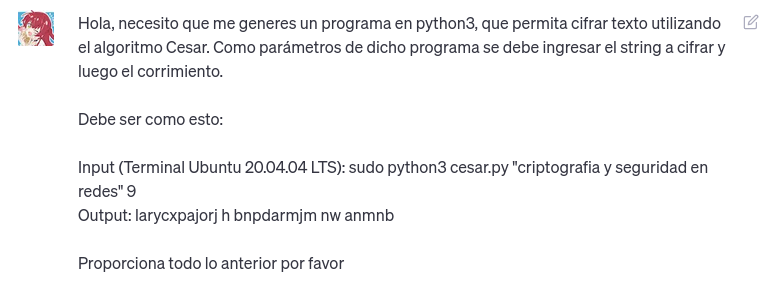 Hola, necesito que me generes un programa en python3, que permita cifrar texto utilizando
el algoritmo Cesar. Como parámetros de dicho programa se debe ingresar el string a cifrar y
luego el corrimiento.
Debe ser como esto:
Input (Terminal Ubuntu 20.04.04 LTS): sudo python3 cesar.py "criptografia y seguridad en
redes" 9
Output: larycxpajorj h bnpdarmjm nw anmnb
Proporciona todo lo anterior por favor